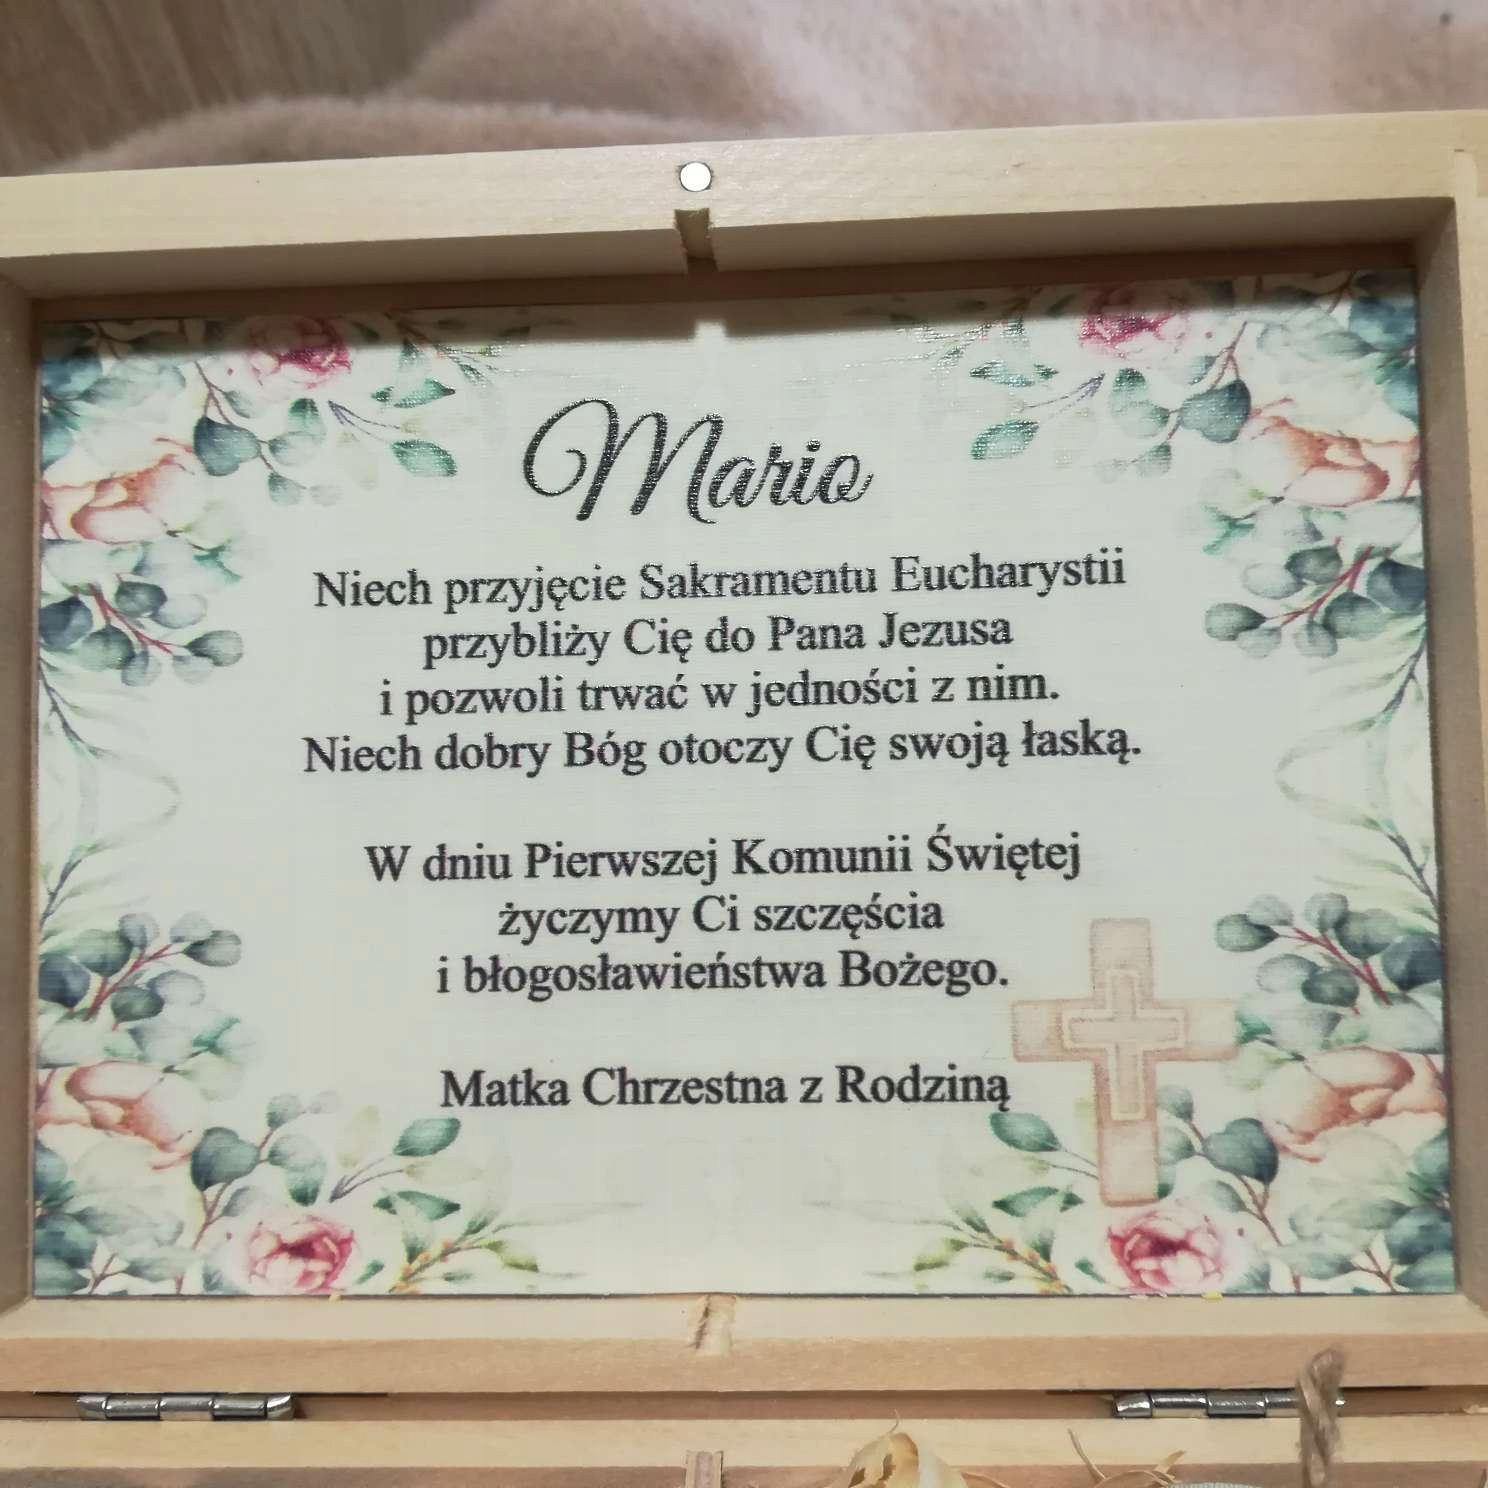 Mario
Niech przyjęcie Sakramentu Eucharystii
przybliży Cię do Pana Jezusa
i pozwoli trwać w jedności z nim.
Niech dobry Bóg otoczy Cię swoją łaską.
W dniu Pierwszej Komunii Świętej
życzymy Ci szczęścia
i błogosławieństwa Bożego.
Matka Chrzestna z Rodziną